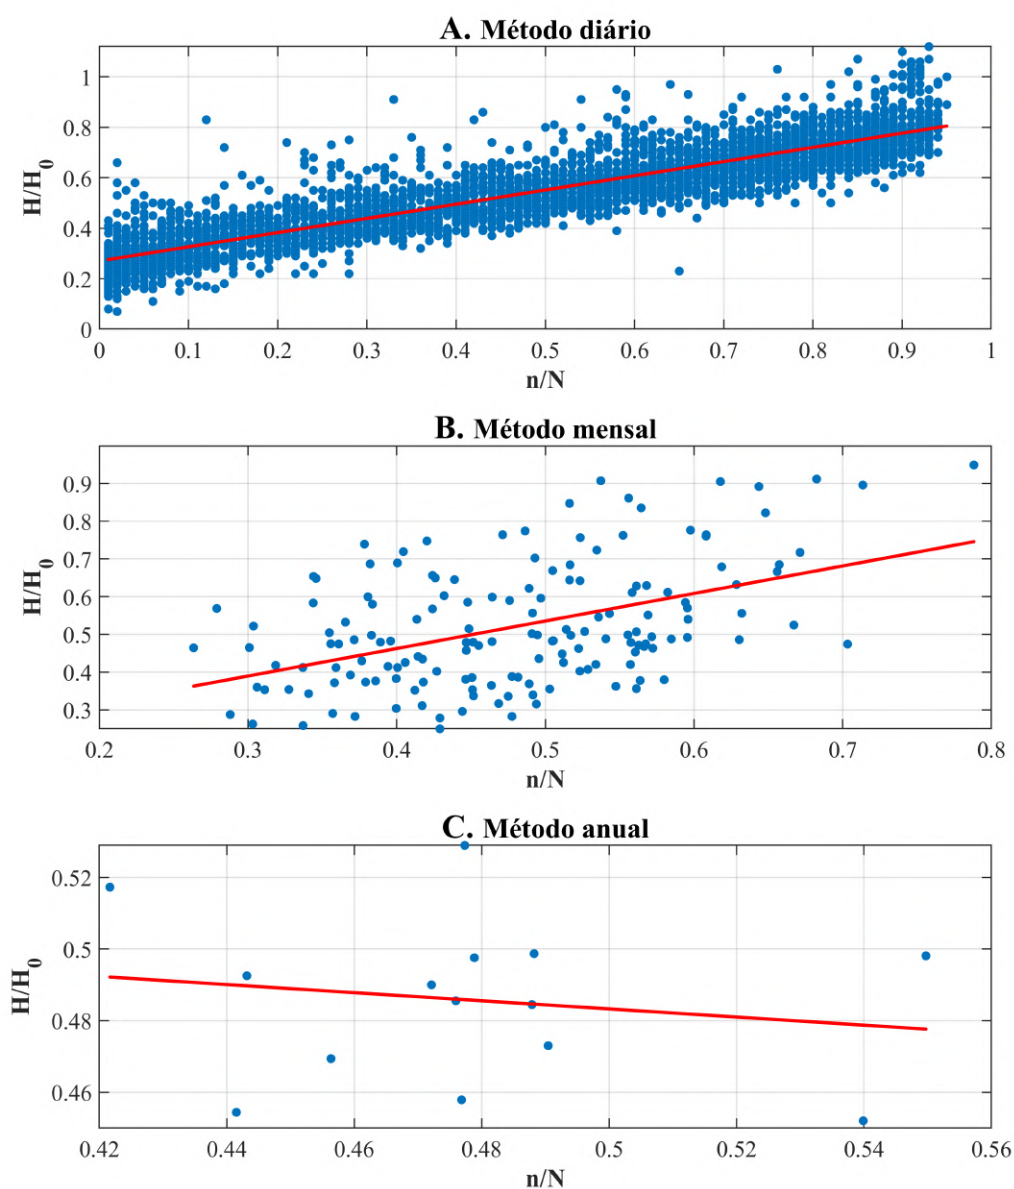 A. Método diário
1
0.8
0.6
0.4
0.2
0
H/H0
0 0.1 0.2 0.3 0.4 0.5 0.6 0.7 0.8 0.9 1
n/N
B. Método mensal
0.9
0.8
0.7
0.6
0.5
0.4
0.3
H/H0
0.2 0.3 0.4 0.5 0.6 0.7 0.8
n/N
C. Método anual
0.52
0.5
0.48
0.46
H/H0
0.42 0.44 0.46 0.48 0.5 0.52 0.54 0.56
n/N